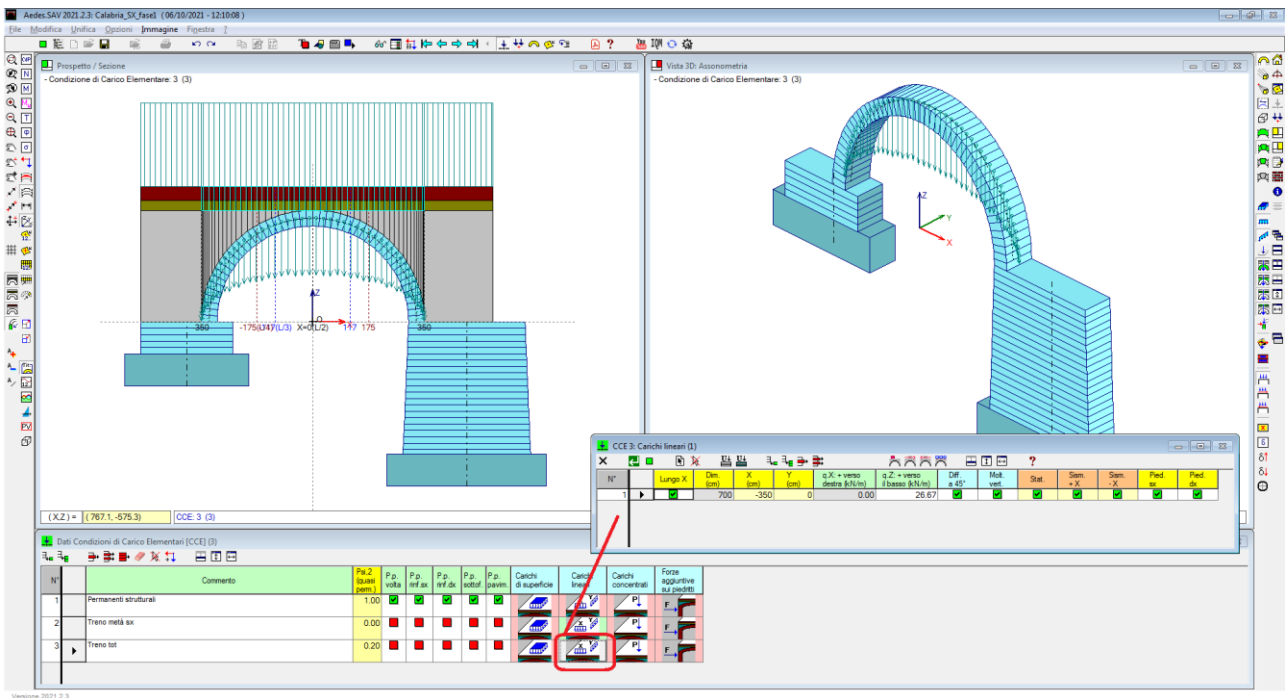 Aedes.SAV 2021.2.3: Calabria_SX_fase1 ( 06/10/2021 - 12:10:08 )
File Modifica Unifica Opzioni Immagine Finestra ?
Prospetto / Sezione
- Condizione di Carico Elementare: 3 (3)
Z
350 X=0(L/2) 117 175 350
(X,Z) = (767.1,-575.3) CCE: 3 (3)
Vista 3D: Assonometria
- Condizione di Carico Elementare: 3 (3)
Z
Y
X
CCE 3: Carichi lineari (1)
N° Lungo X Dim. (cm) X (cm) Y (cm) q.X: + verso destra (kN/m) q.Z: + verso il basso (kN/m) Diff. a 45° Molt. vert. Stat. Sism. + X Sism. - X Pied. sx Pied. dx
1 700 -350 0 0.00 26.67
Dati Condizioni di Carico Elementari [CCE] (3)
N° Commento Psi,2 (quasi perm.) P.p. volta P.p. rinf.sx P.p. rinf.dx P.p. sottof. P.p. pavim. Carichi di superficie Carichi lineari Carichi concentrati Forze aggiuntive sui piedritti
1 Permanenti strutturali 1.00
2 Treno metà sx 0.00
3 Treno tot 0.20
Versione 2021.2.3